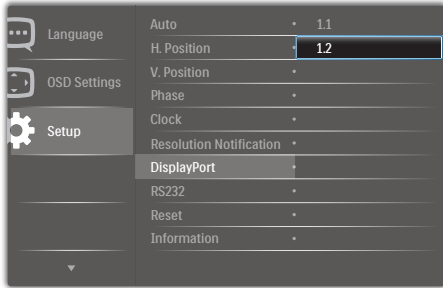 Language
OSD Settings
Setup
Auto • 1.1
H. Position • 1.2
V. Position •
Phase •
Clock •
Resolution Notification •
DisplayPort •
RS232 •
Reset •
Information •